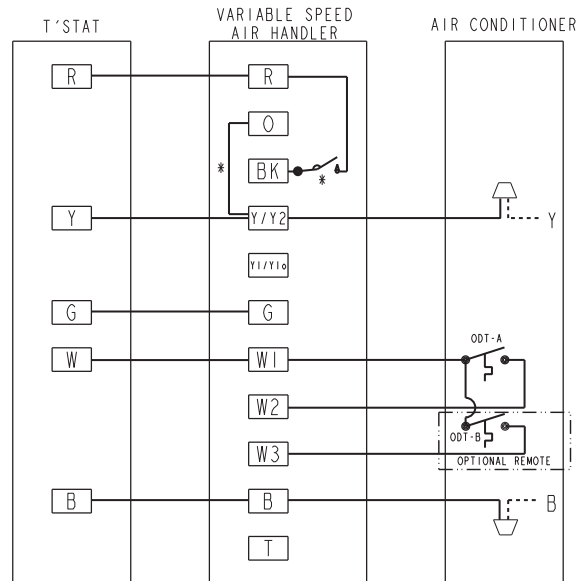 T'STAT
VARIABLE SPEED
AIR HANDLER
AIR CONDITIONER
R
R
O
*
BK
*
Y
Y/Y2
Y
Y1/Y1o
G
G
ODT-A
W
W1
W2
ODT-B
W3
OPTIONAL REMOTE
B
B
B
T